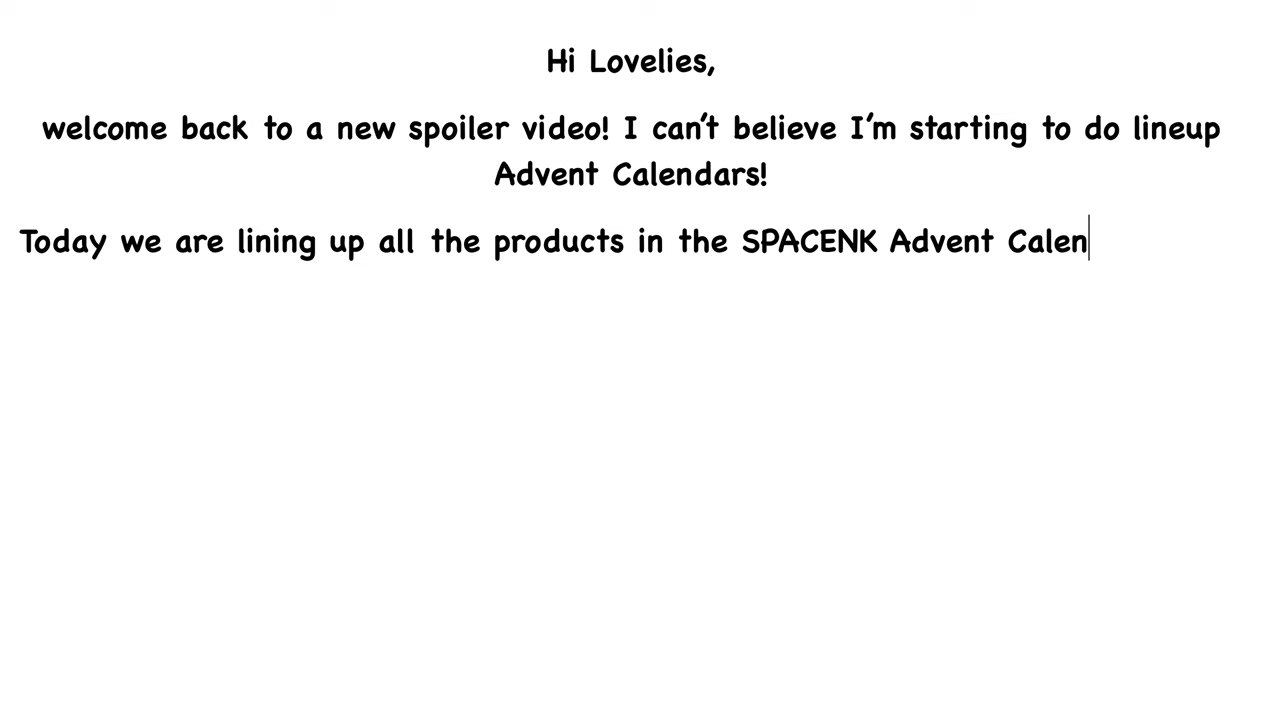 Hi Lovelies,
welcome back to a new spoiler video! I can't believe I'm starting to do lineup
Advent Calendars!
Today we are lining up all the products in the SPACENK Advent Calen